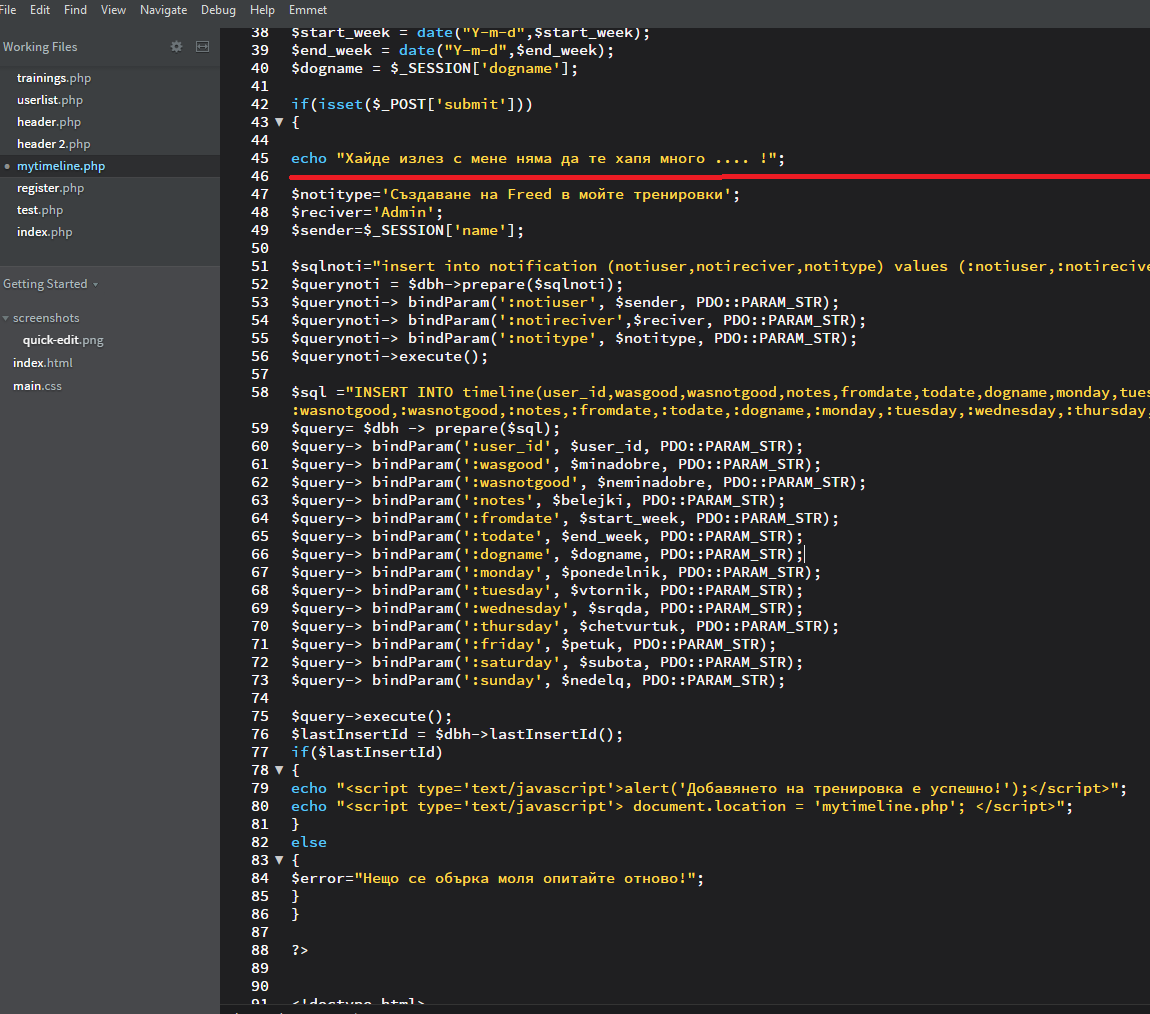 File Edit Find View Navigate Debug Help Emmet
Working Files
trainings.php
userlist.php
header.php
header 2.php
mytimeline.php
register.php
test.php
index.php
Getting Started
screenshots
quick-edit.png
index.html
main.css
38 $start_week = date("Y-m-d",$start_week);
39 $end_week = date("Y-m-d",$end_week);
40 $dogname = $_SESSION['dogname'];
41
42 if(isset($_POST['submit']))
43 {
44
45 echo "Хайде излез с мене няма да те хапя много .... !";
46
47 $notitype='Създаване на Freed в мойте тренировки';
48 $reciver='Admin';
49 $sender=$_SESSION['name'];
50
51 $sqlnoti="insert into notification (notiuser,notireciver,notitype) values (:notiuser,:notirecive
52 $querynoti = $dbh->prepare($sqlnoti);
53 $querynoti-> bindParam(':notiuser', $sender, PDO::PARAM_STR);
54 $querynoti-> bindParam(':notireciver',$reciver, PDO::PARAM_STR);
55 $querynoti-> bindParam(':notitype', $notitype, PDO::PARAM_STR);
56 $querynoti->execute();
57
58 $sql ="INSERT INTO timeline(user_id,wasgood,wasnotgood,notes,fromdate,todate,dogname,monday,tues
:wasnotgood,:wasnotgood,:notes,:fromdate,:todate,:dogname,:monday,:tuesday,:wednesday,:thursday,
59 $query= $dbh -> prepare($sql);
60 $query-> bindParam(':user_id', $user_id, PDO::PARAM_STR);
61 $query-> bindParam(':wasgood', $minadobre, PDO::PARAM_STR);
62 $query-> bindParam(':wasnotgood', $neminadobre, PDO::PARAM_STR);
63 $query-> bindParam(':notes', $belejki, PDO::PARAM_STR);
64 $query-> bindParam(':fromdate', $start_week, PDO::PARAM_STR);
65 $query-> bindParam(':todate', $end_week, PDO::PARAM_STR);
66 $query-> bindParam(':dogname', $dogname, PDO::PARAM_STR);
67 $query-> bindParam(':monday', $ponedelnik, PDO::PARAM_STR);
68 $query-> bindParam(':tuesday', $vtornik, PDO::PARAM_STR);
69 $query-> bindParam(':wednesday', $srqda, PDO::PARAM_STR);
70 $query-> bindParam(':thursday', $chetvurtuk, PDO::PARAM_STR);
71 $query-> bindParam(':friday', $petuk, PDO::PARAM_STR);
72 $query-> bindParam(':saturday', $subota, PDO::PARAM_STR);
73 $query-> bindParam(':sunday', $nedelq, PDO::PARAM_STR);
74
75 $query->execute();
76 $lastInsertId = $dbh->lastInsertId();
77 if($lastInsertId)
78 {
79 echo "<script type='text/javascript'>alert('Добавянето на тренировка е успешно!');</script>";
80 echo "<script type='text/javascript'> document.location = 'mytimeline.php'; </script>";
81 }
82 else
83 {
84 $error="Нещо се обърка моля опитайте отново!";
85 }
86 }
87
88 ?>
89
90
91 <!doctype html>